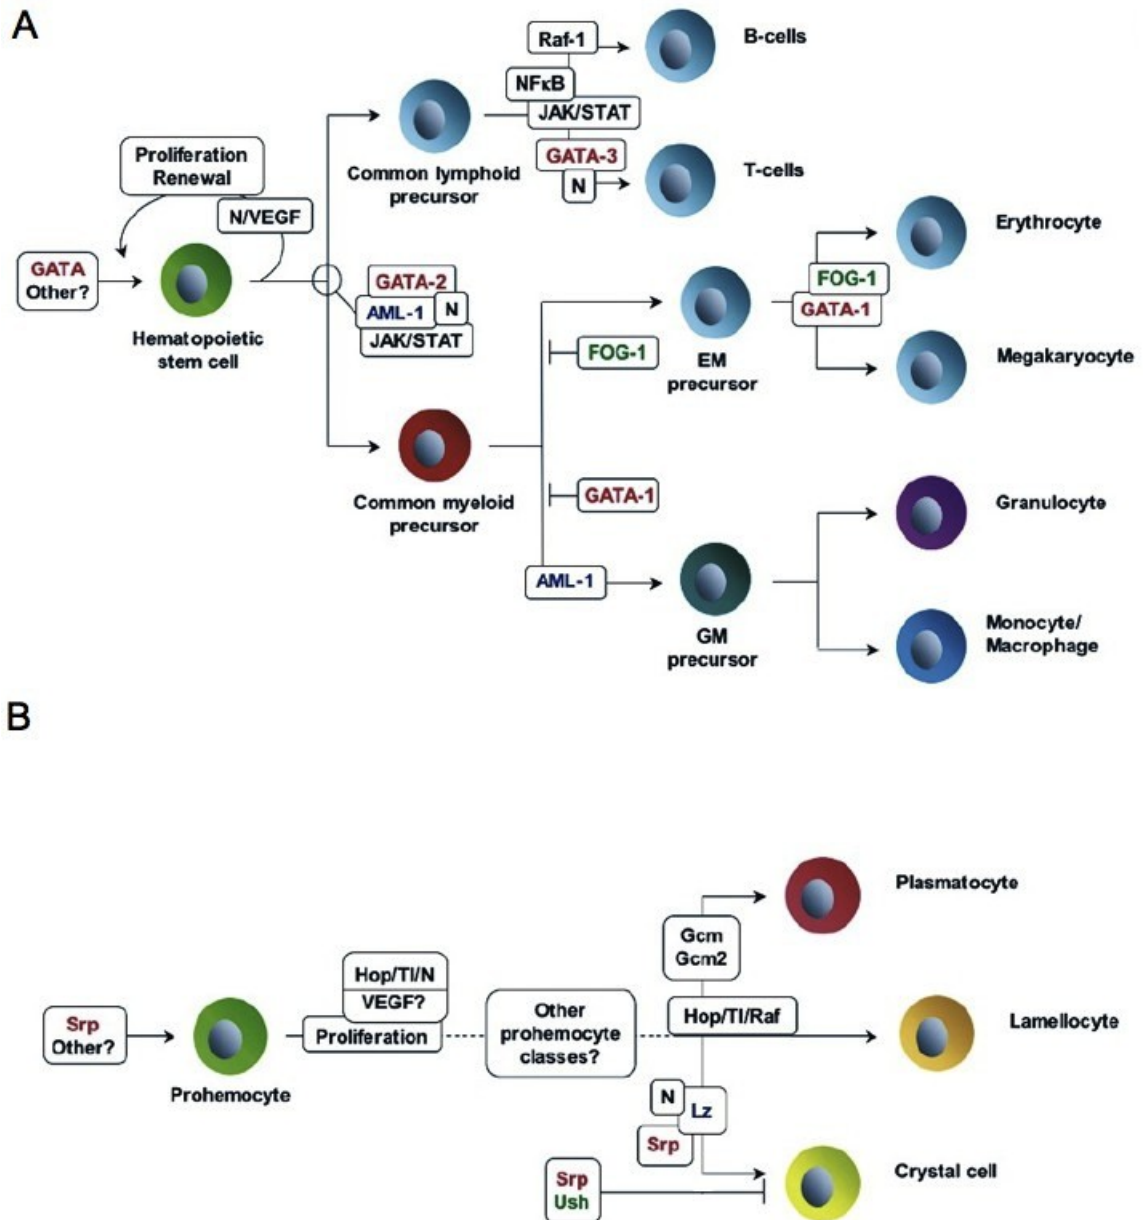 A
Raf-1
B-cells
NFκB
JAK/STAT
Proliferation
Renewal
Common lymphoid
precursor
GATA-3
N
T-cells
N/VEGF
Erythrocyte
GATA
Other?
GATA-2
AML-1
N
JAK/STAT
FOG-1
GATA-1
Hematopoietic
stem cell
FOG-1
EM
precursor
Megakaryocyte
Common myeloid
precursor
GATA-1
Granulocyte
AML-1
GM
precursor
Monocyte/
Macrophage
B
Plasmatocyte
Gcm
Gcm2
Hop/Tl/N
VEGF?
Proliferation
Other
prohemocyte
classes?
Hop/Tl/Raf
Lamellocyte
Srp
Other?
Prohemocyte
N
Lz
Srp
Srp
Ush
Crystal cell